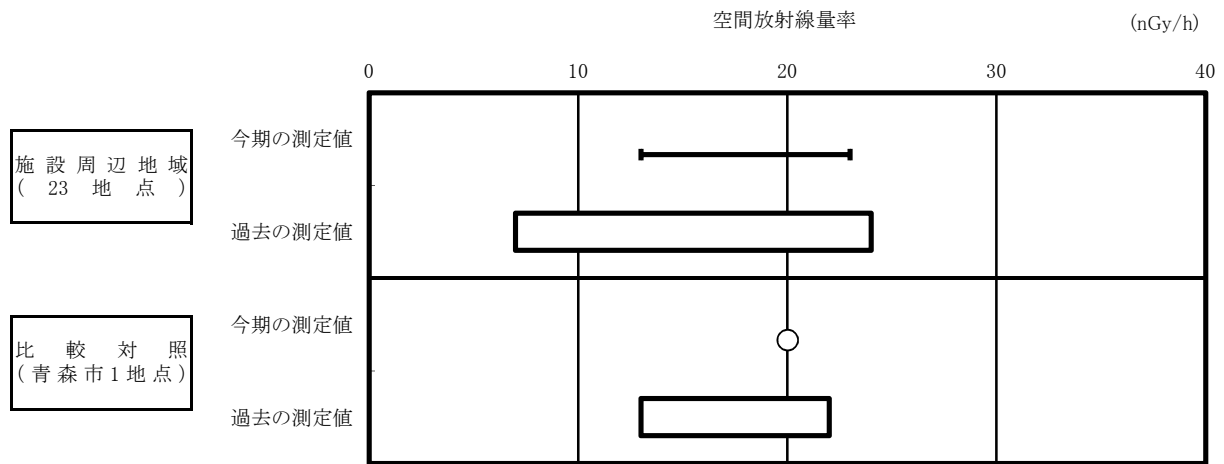 空間放射線量率 (nGy/h)
0 10 20 30 40
施設周辺地域
(23地点)
今期の測定値
過去の測定値
比較対照
(青森市1地点)
今期の測定値
過去の測定値